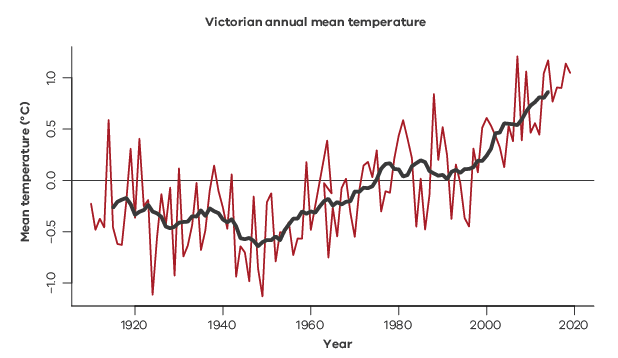 Victorian annual mean temperature
Mean temperature (°C)
1.0
0.5
0.0
−0.5
−1.0
1920 1940 1960 1980 2000 2020
Year